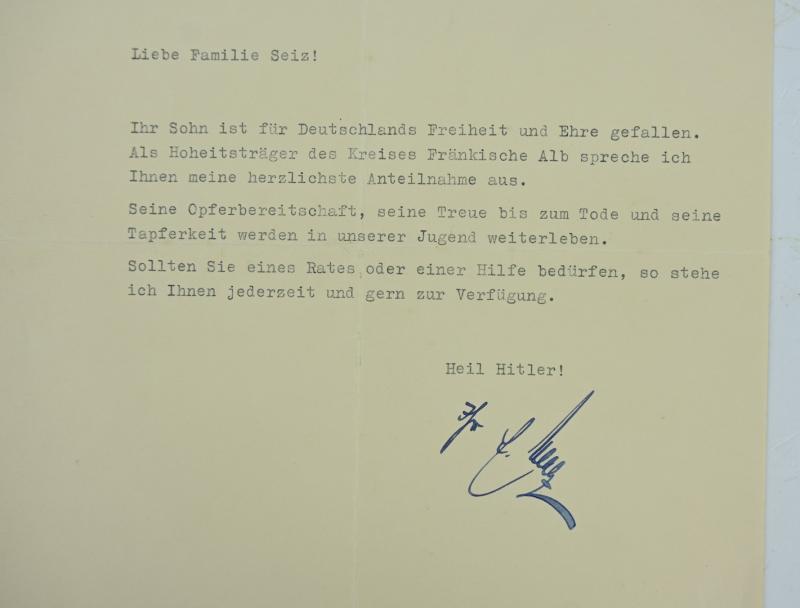 Liebe Familie Seiz!
Ihr Sohn ist für Deutschlands Freiheit und Ehre gefallen.
Als Hoheitsträger des Kreises Fränkische Alb spreche ich
Ihnen meine herzlichste Anteilnahme aus.
Seine Opferbereitschaft, seine Treue bis zum Tode und seine
Tapferkeit werden in unserer Jugend weiterleben.
Sollten Sie eines Rates oder einer Hilfe bedürfen, so stehe
ich Ihnen jederzeit und gern zur Verfügung.
Heil Hitler!
Ihr